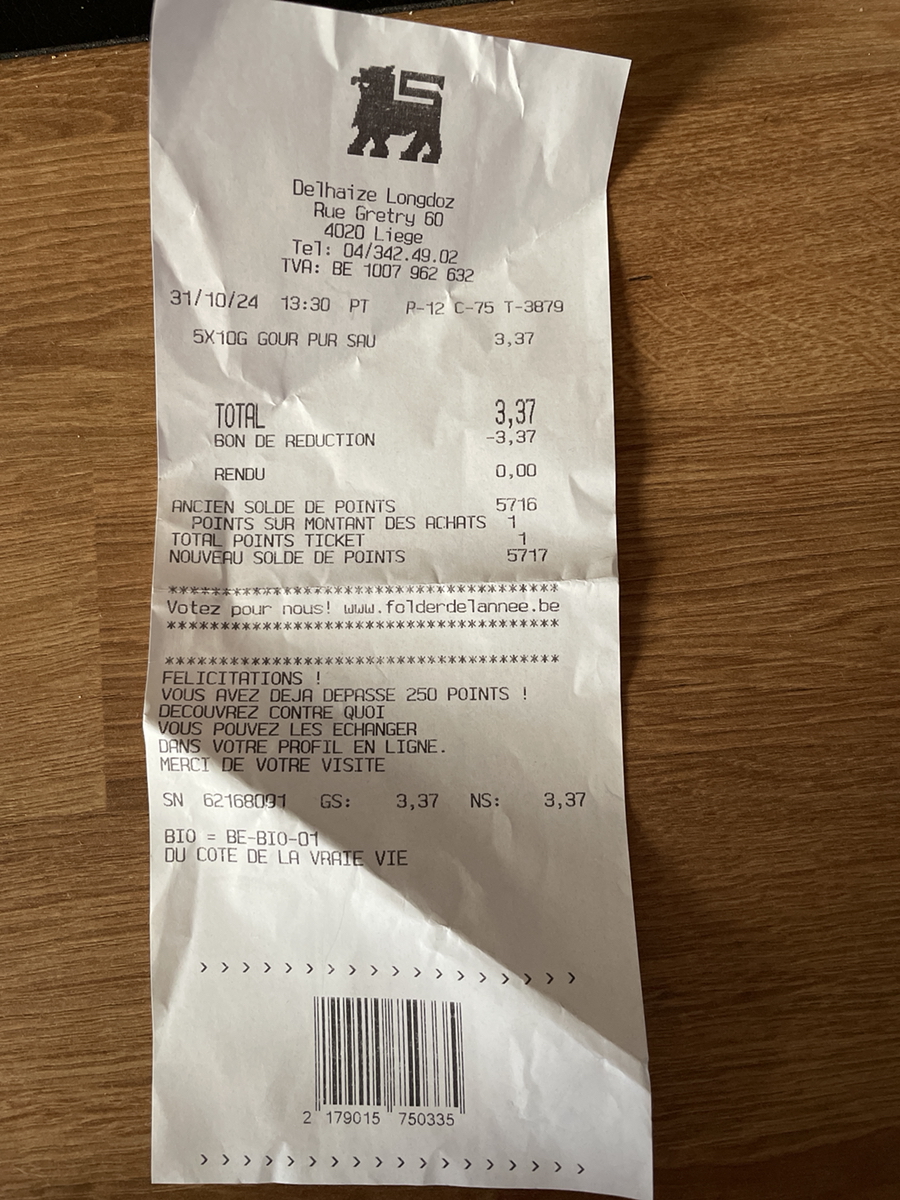 Delhaize Longdoz
Rue Gretry 60
4020 Liege
Tel: 04/342.49.02
TVA: BE 1007 962 632
31/10/24 13:30 PT P-12 C-75 T-3879
5X10G GOUR PUR SAU 3,37
TOTAL 3,37
BON DE REDUCTION -3,37
RENDU 0,00
ANCIEN SOLDE DE POINTS 5716
POINTS SUR MONTANT DES ACHATS 1
TOTAL POINTS TICKET 1
NOUVEAU SOLDE DE POINTS 5717
************************************
Votez pour nous! www.folderdelannee.be
************************************
************************************
FELICITATIONS !
VOUS AVEZ DEJA DEPASSE 250 POINTS !
DECOUVREZ CONTRE QUOI
VOUS POUVEZ LES ECHANGER
DANS VOTRE PROFIL EN LIGNE.
MERCI DE VOTRE VISITE
SN 62168091 GS: 3,37 NS: 3,37
BIO = BE-BIO-01
DU COTE DE LA VRAIE VIE
> > > > > > > > > > > > > > > > > >
2 179015 750335
> > > > > > > > > > > > > > > > > >